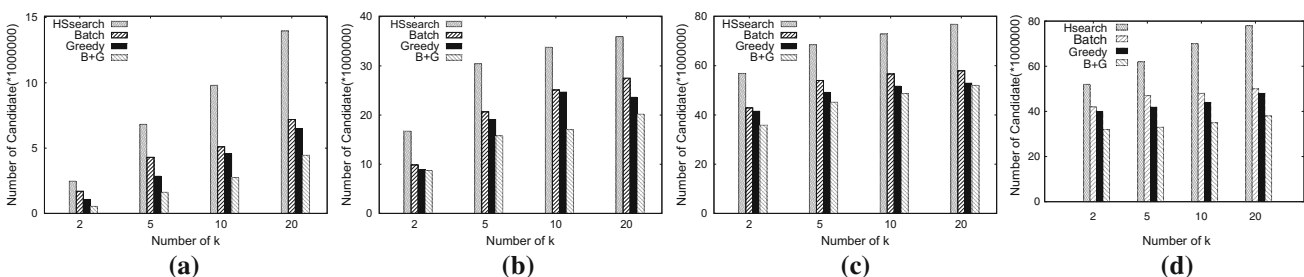 Number of Candidate(*1000000)
15
10
5
0
HSsearch
Batch
Greedy
B+G
2 5 10 20
Number of k
(a)
Number of Candidate(*1000000)
40
30
20
10
0
HSsearch
Batch
Greedy
B+G
2 5 10 20
Number of k
(b)
Number of Candidate(*1000000)
80
60
40
20
0
HSsearch
Batch
Greedy
B+G
2 5 10 20
Number of k
(c)
Number of Candidate(*1000000)
80
60
40
20
0
Hsearch
Batch
Greedy
B+G
2 5 10 20
Number of k
(d)